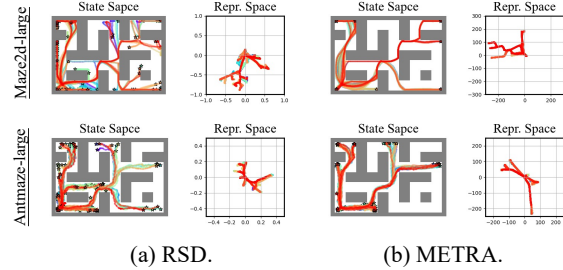 State Sapce Repr. Space State Sapce Repr. Space
Maze2d-large
1.0
0.5
0.0
−0.5
−1.0
−1.0 −0.5 0.0 0.5 1.0
300
200
100
0
−100
−200
−300
−200 0 200
State Sapce Repr. Space State Sapce Repr. Space
Antmaze-large
0.4
0.2
0.0
−0.2
−0.4
−0.4 −0.2 0.0 0.2 0.4
200
100
0
−100
−200
−200 −100 0 100 200
(a) RSD. (b) METRA.